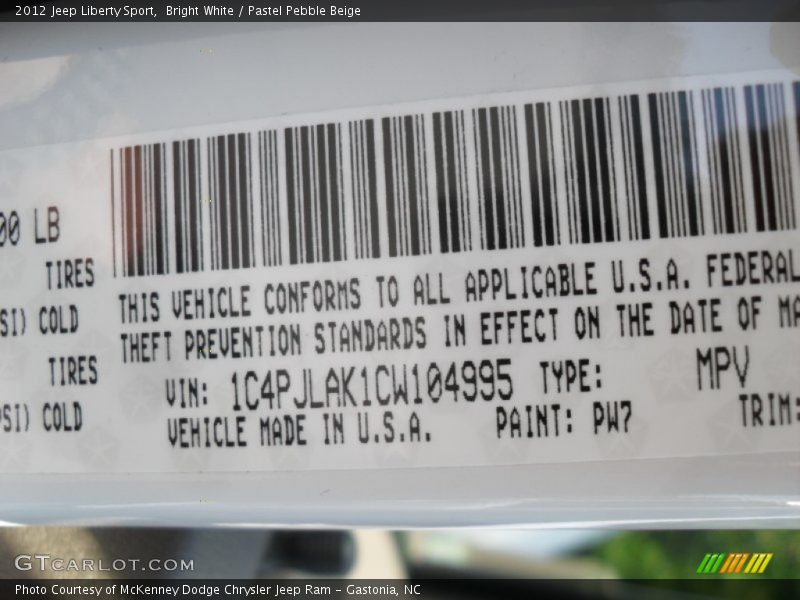 2012 Jeep Liberty Sport,  Bright White / Pastel Pebble Beige
00 LB
TIRES
SI) COLD
TIRES
PSI) COLD
THIS VEHICLE CONFORMS TO ALL APPLICABLE U.S.A. FEDERAL
THEFT PREVENTION STANDARDS IN EFFECT ON THE DATE OF MA
VIN: 1C4PJLAK1CW104995 TYPE: MPV
VEHICLE MADE IN U.S.A. PAINT: PW7 TRIM:
GTCARLOT.COM
Photo Courtesy of McKenney Dodge Chrysler Jeep Ram - Gastonia, NC